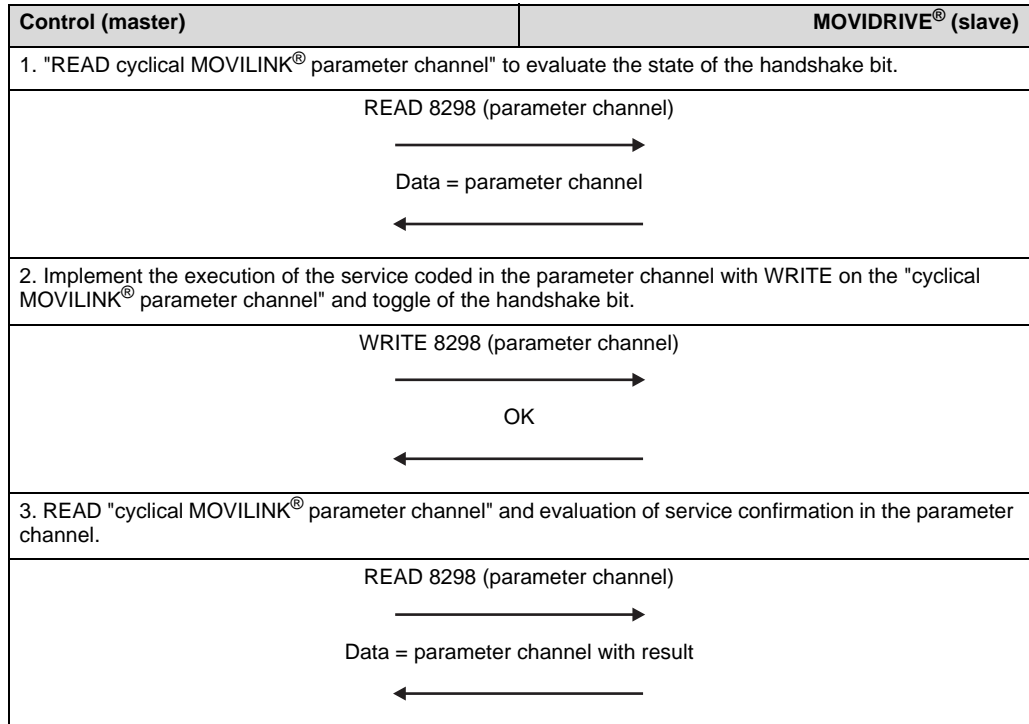 Control (master) MOVIDRIVE® (slave)
1. "READ cyclical MOVILINK® parameter channel" to evaluate the state of the handshake bit.
READ 8298 (parameter channel)
Data = parameter channel
2. Implement the execution of the service coded in the parameter channel with WRITE on the "cyclical
MOVILINK® parameter channel" and toggle of the handshake bit.
WRITE 8298 (parameter channel)
OK
3. READ "cyclical MOVILINK® parameter channel" and evaluation of service confirmation in the parameter
channel.
READ 8298 (parameter channel)
Data = parameter channel with result